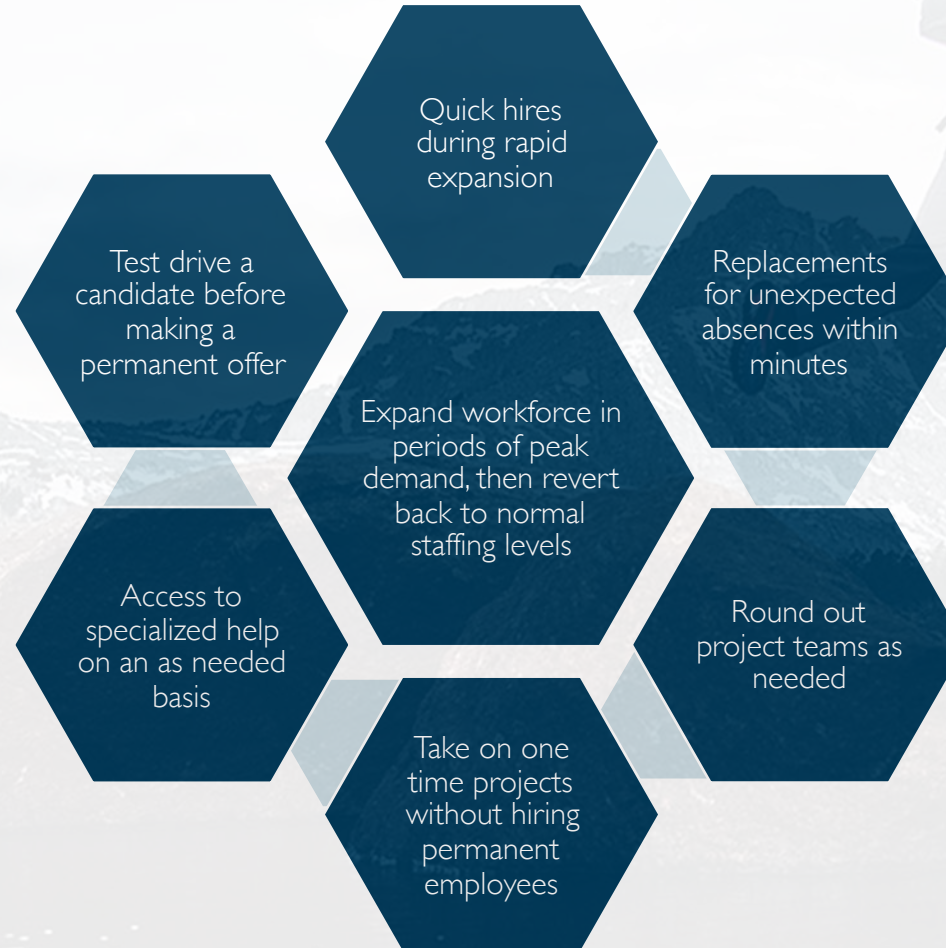 Quick hires
during rapid
expansion
Test drive a
candidate before
making a
permanent offer
Replacements
for unexpected
absences within
minutes
Expand workforce in
periods of peak
demand, then revert
back to normal
staffing levels
Access to
specialized help
on an as needed
basis
Round out
project teams as
needed
Take on one
time projects
without hiring
permanent
employees